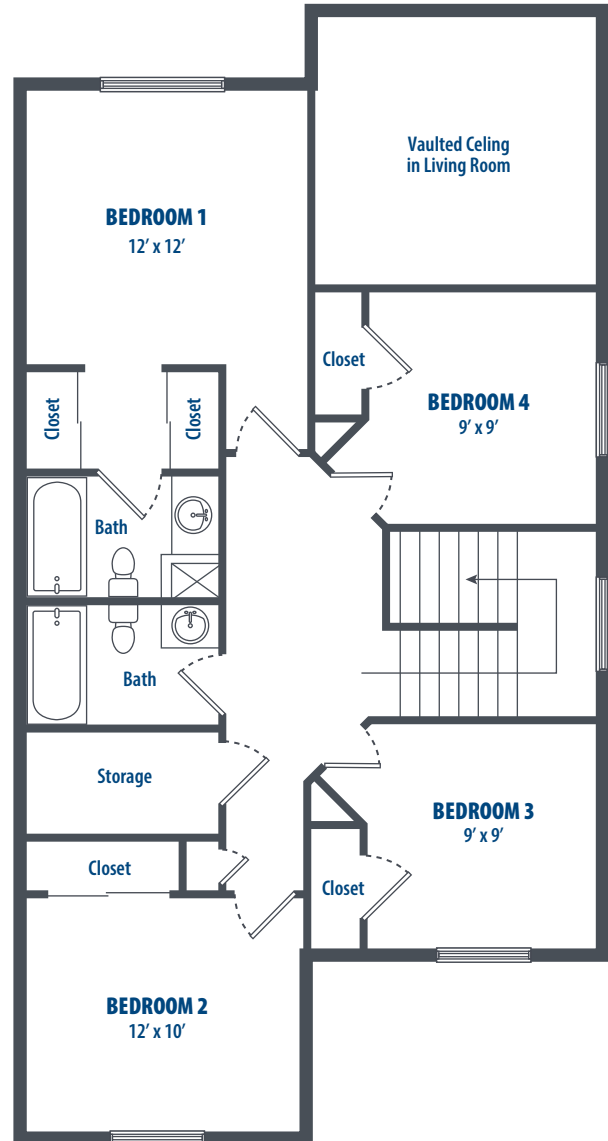 Vaulted Celing
in Living Room
BEDROOM 1
12’ x 12’
Closet
BEDROOM 4
9’ x 9’
Closet
Closet
Bath
Bath
Storage
BEDROOM 3
9’ x 9’
Closet
Closet
BEDROOM 2
12’ x 10’